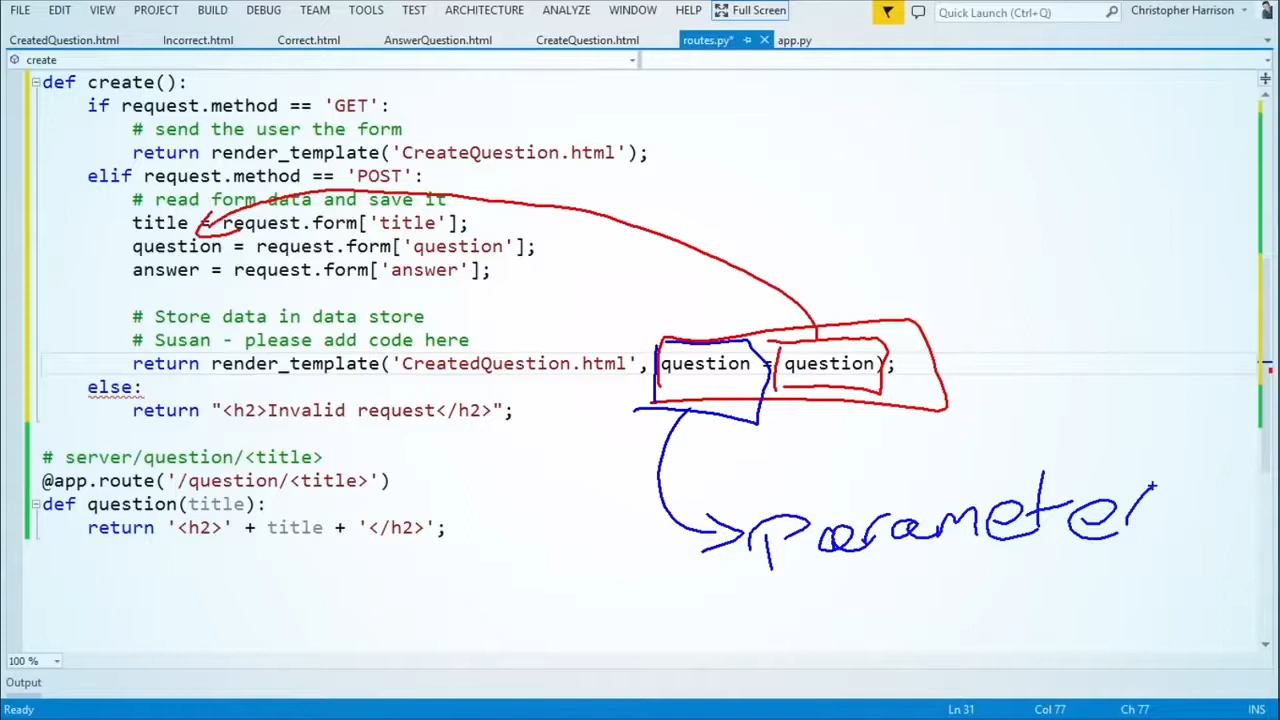 FILE EDIT VIEW PROJECT BUILD DEBUG TEAM TOOLS TEST ARCHITECTURE ANALYZE WINDOW HELP Full Screen Quick Launch (Ctrl+Q) Christopher Harrison
CreatedQuestion.html Incorrect.html Correct.html AnswerQuestion.html CreateQuestion.html routes.py* app.py
create
def create():
    if request.method == 'GET':
        # send the user the form
        return render_template('CreateQuestion.html');
    elif request.method == 'POST':
        # read form data and save it
        title = request.form['title'];
        question = request.form['question'];
        answer = request.form['answer'];
        # Store data in data store
        # Susan - please add code here
        return render_template('CreatedQuestion.html', question = question);
    else:
        return "<h2>Invalid request</h2>";
# server/question/<title>
@app.route('/question/<title>')
def question(title):
    return '<h2>' + title + '</h2>';
parameter
100 %
Output
Ready Ln 31 Col 77 Ch 77 INS